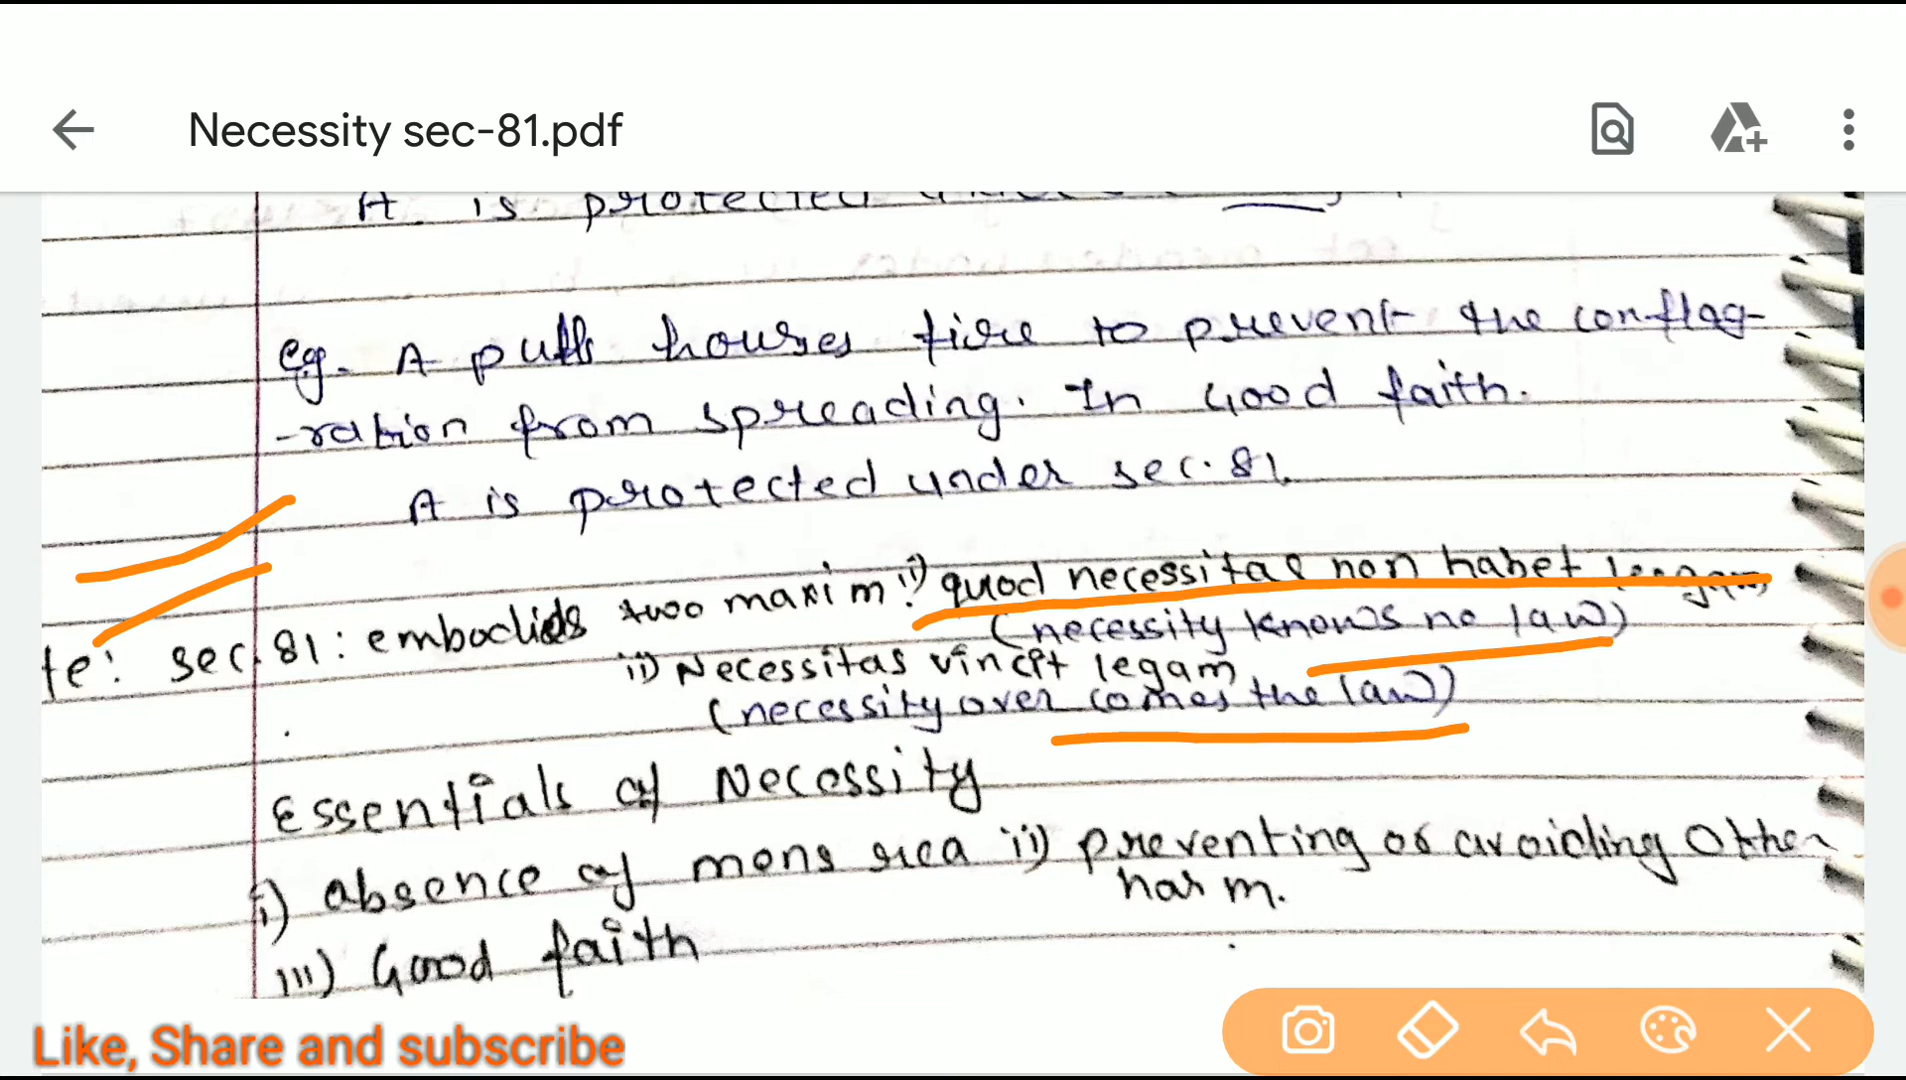 Necessity sec-81.pdf
A is protected
eg. A pulls houses fire to prevent the conflag-
-ration from spreading. In Good faith.
A is protected under sec. 81.
te: sec. 81: embodies two maxim: i) quod necessitas non habet leegam
(necessity knows no law)
ii) Necessitas vincit legam
(necessity over comes the law)
Essentials of Necessity
i) absence of mens rea ii) preventing or avoiding Other
harm.
iii) Good faith
Like, Share and subscribe